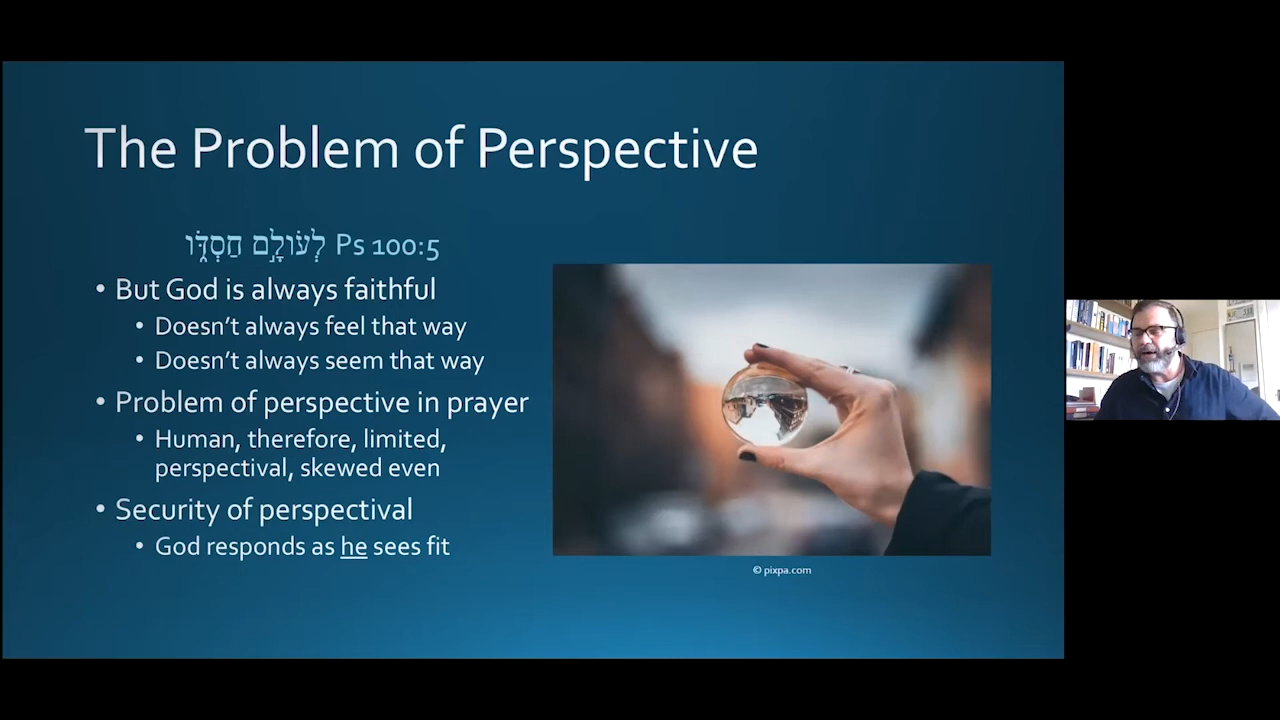 The Problem of Perspective
לְעוֹלָ֣ם חַסְדּ֑וֹ Ps 100:5
• But God is always faithful
• Doesn’t always feel that way
• Doesn’t always seem that way
• Problem of perspective in prayer
• Human, therefore, limited,
perspectival, skewed even
• Security of perspectival
• God responds as he sees fit
© pixpa.com